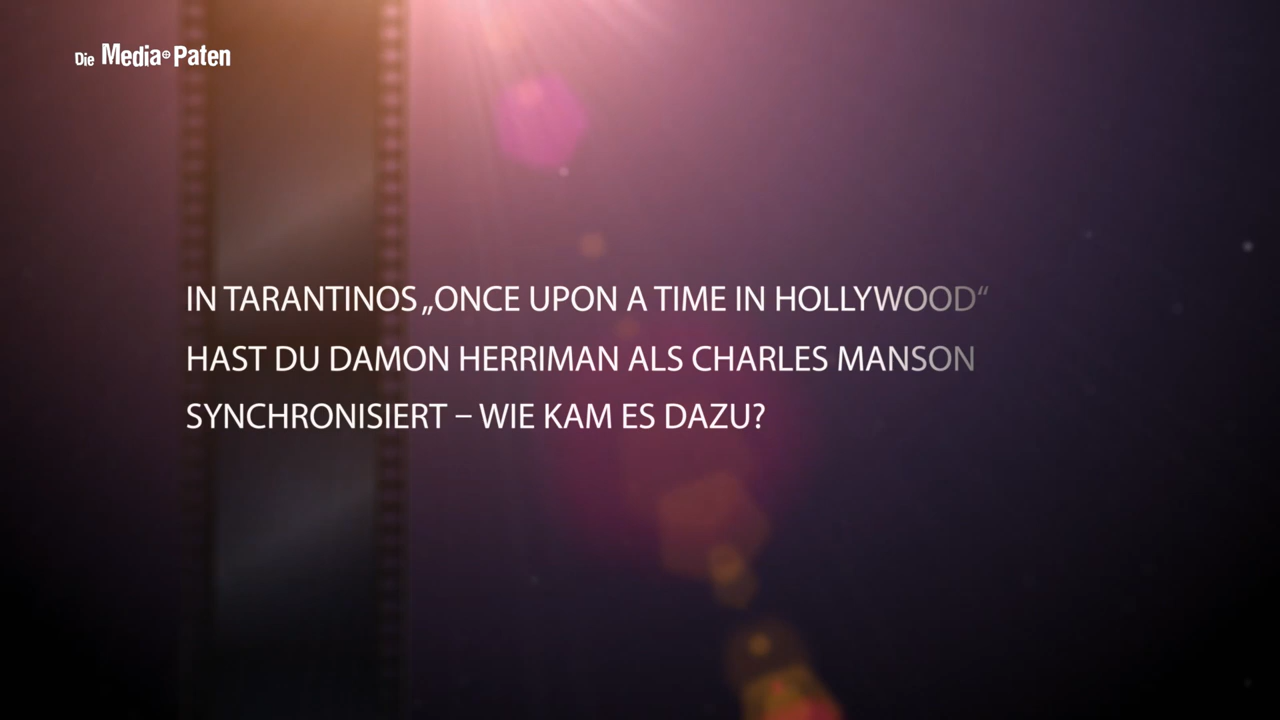 Die Media Paten
IN TARANTINOS „ONCE UPON A TIME IN HOLLYWOOD“
HAST DU DAMON HERRIMAN ALS CHARLES MANSON
SYNCHRONISIERT – WIE KAM ES DAZU?